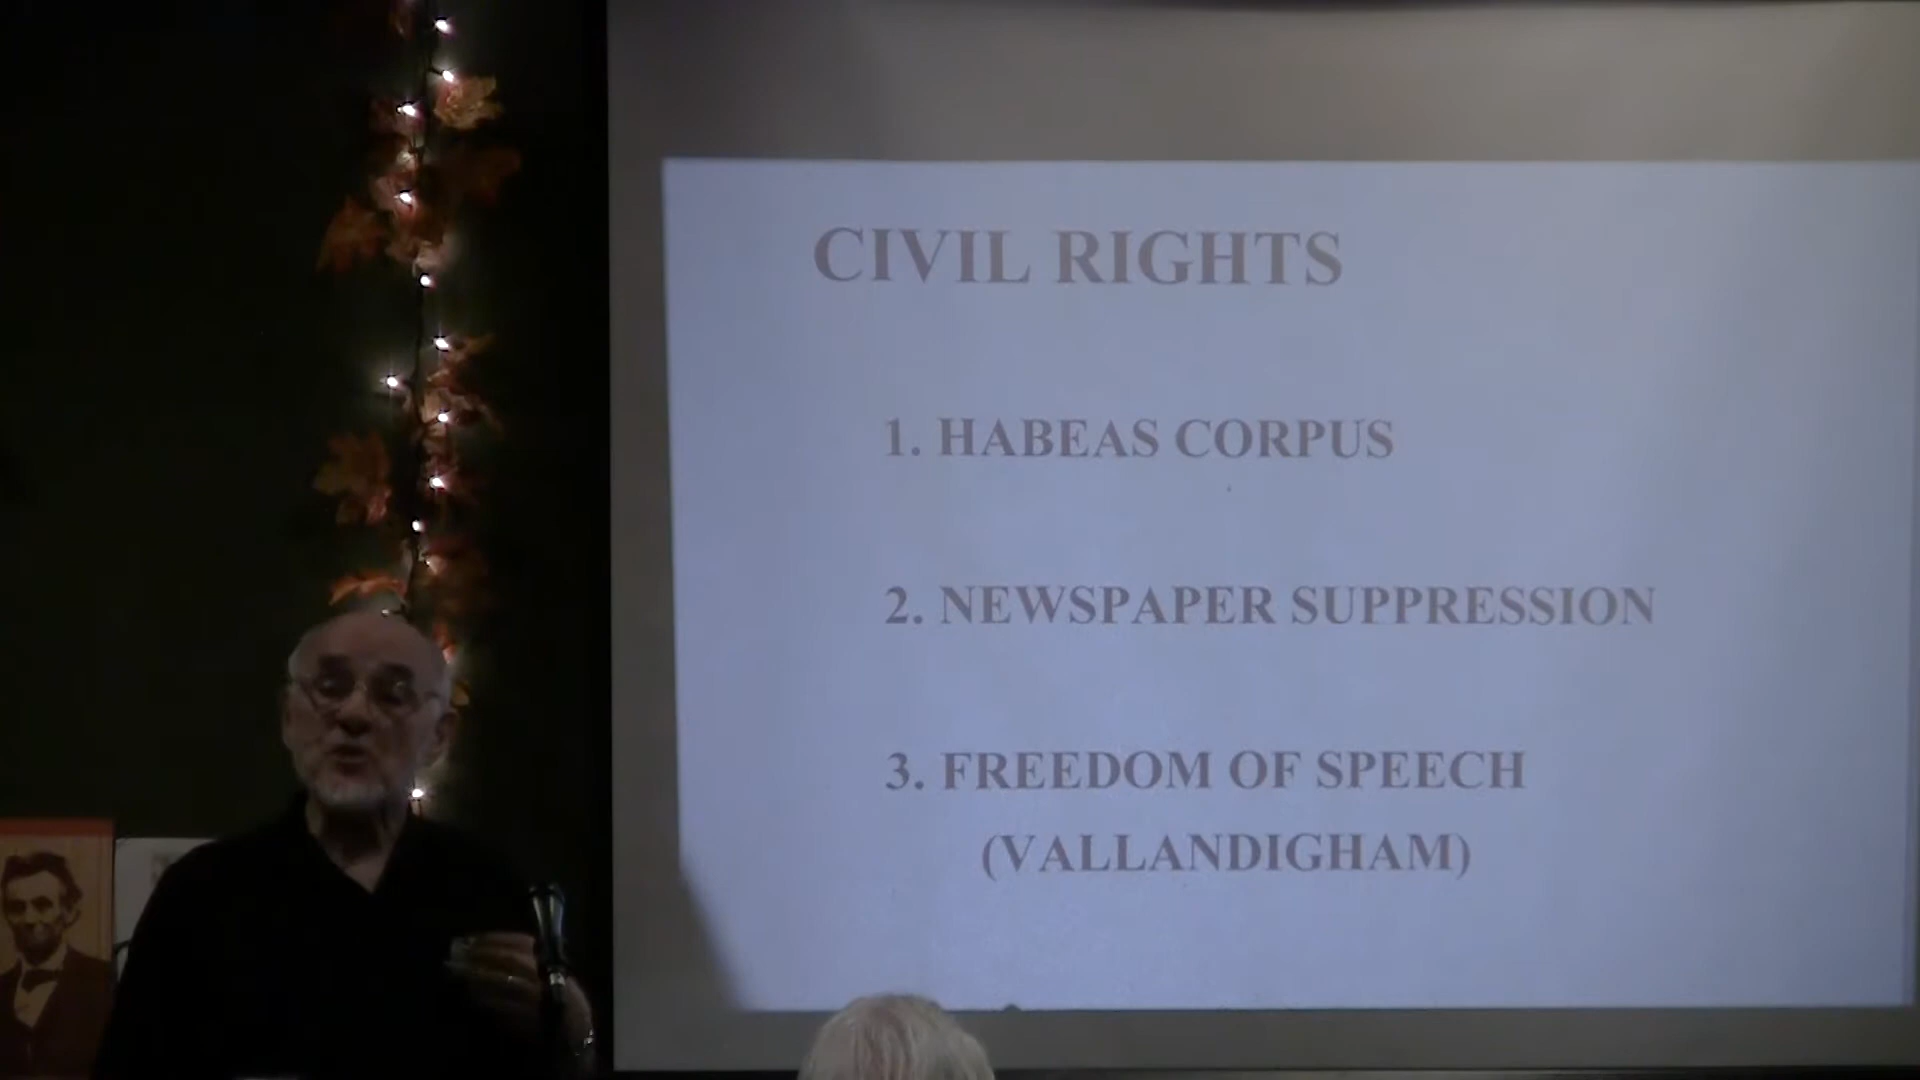 CIVIL RIGHTS
1. HABEAS CORPUS
2. NEWSPAPER SUPPRESSION
3. FREEDOM OF SPEECH
(VALLANDIGHAM)